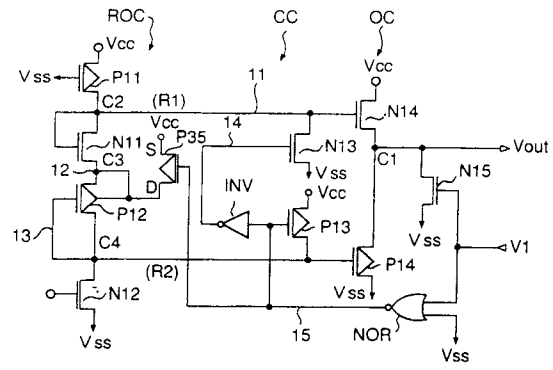 ROC
CC
OC
Vcc
Vcc
Vss
P11
C2
(R1)
11
N14
Vcc
14
S
P35
N11
N13
C3
C1
Vout
12
Vss
N15
D
INV
Vcc
P12
P13
13
C4
Vss
V1
(R2)
P14
N12
Vss
Vss
15
NOR
Vss